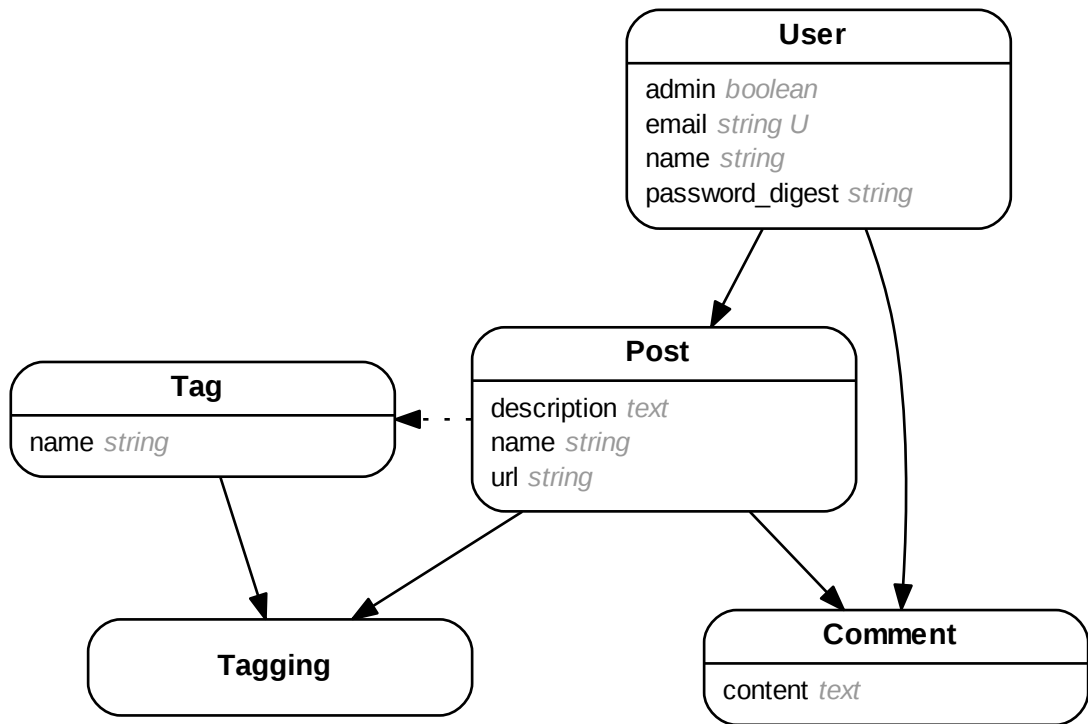 User
admin boolean
email string U
name string
password_digest string
Post
description text
name string
url string
Tag
name string
Tagging
Comment
content text